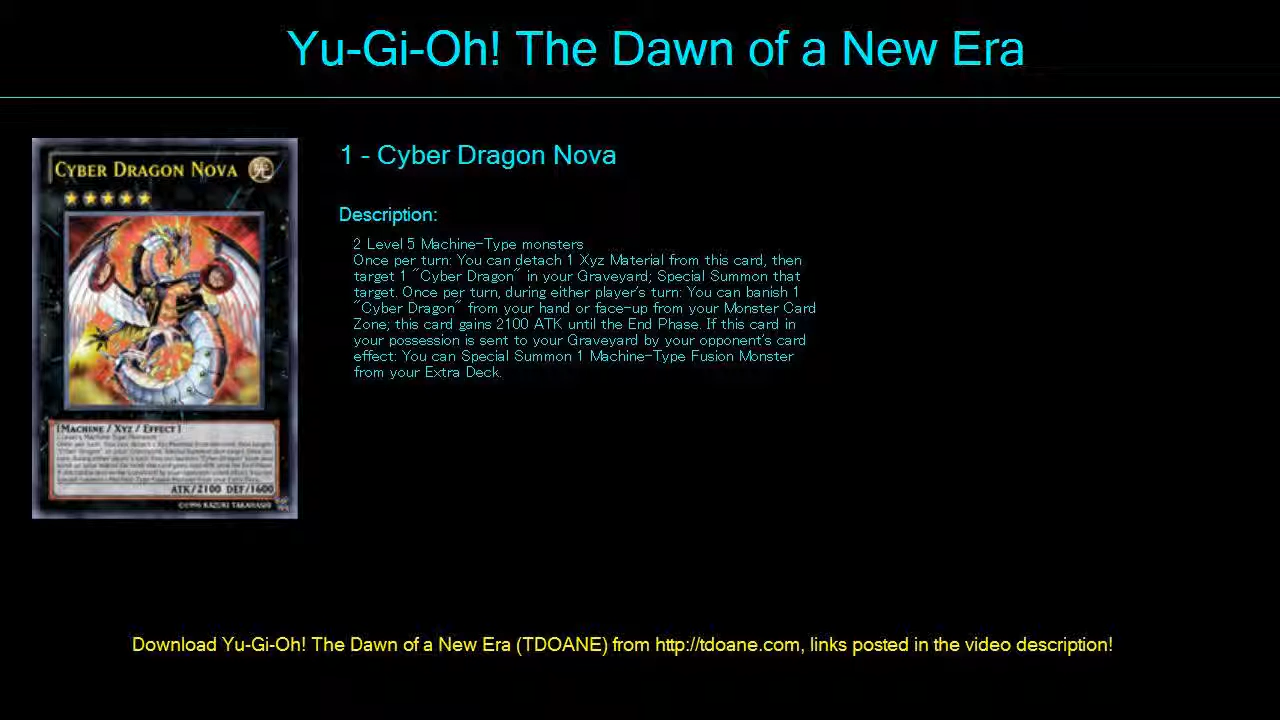 Yu-Gi-Oh! The Dawn of a New Era
CYBER DRAGON NOVA 光
1 - Cyber Dragon Nova
Description:
2 Level 5 Machine-Type monsters
Once per turn: You can detach 1 Xyz Material from this card, then
target 1 "Cyber Dragon" in your Graveyard; Special Summon that
target. Once per turn, during either player's turn: You can banish 1
"Cyber Dragon" from your hand or face-up from your Monster Card
Zone; this card gains 2100 ATK until the End Phase. If this card in
your possession is sent to your Graveyard by your opponent's card
effect: You can Special Summon 1 Machine-Type Fusion Monster
from your Extra Deck.
[MACHINE / XYZ / EFFECT]
ATK/2100 DEF/1600
©1996 KAZUKI TAKAHASHI
Download Yu-Gi-Oh! The Dawn of a New Era (TDOANE) from http://tdoane.com, links posted in the video description!